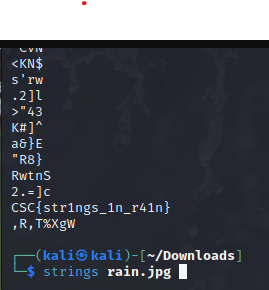 <KN$
s'rw
.2]l
>"43
K#]^
a&}E
"R8}
RwtnS
2.=]c
CSC{str1ngs_1n_r41n}
,R,T%XgW
┌──(kali㉿kali)-[~/Downloads]
└─$ strings rain.jpg